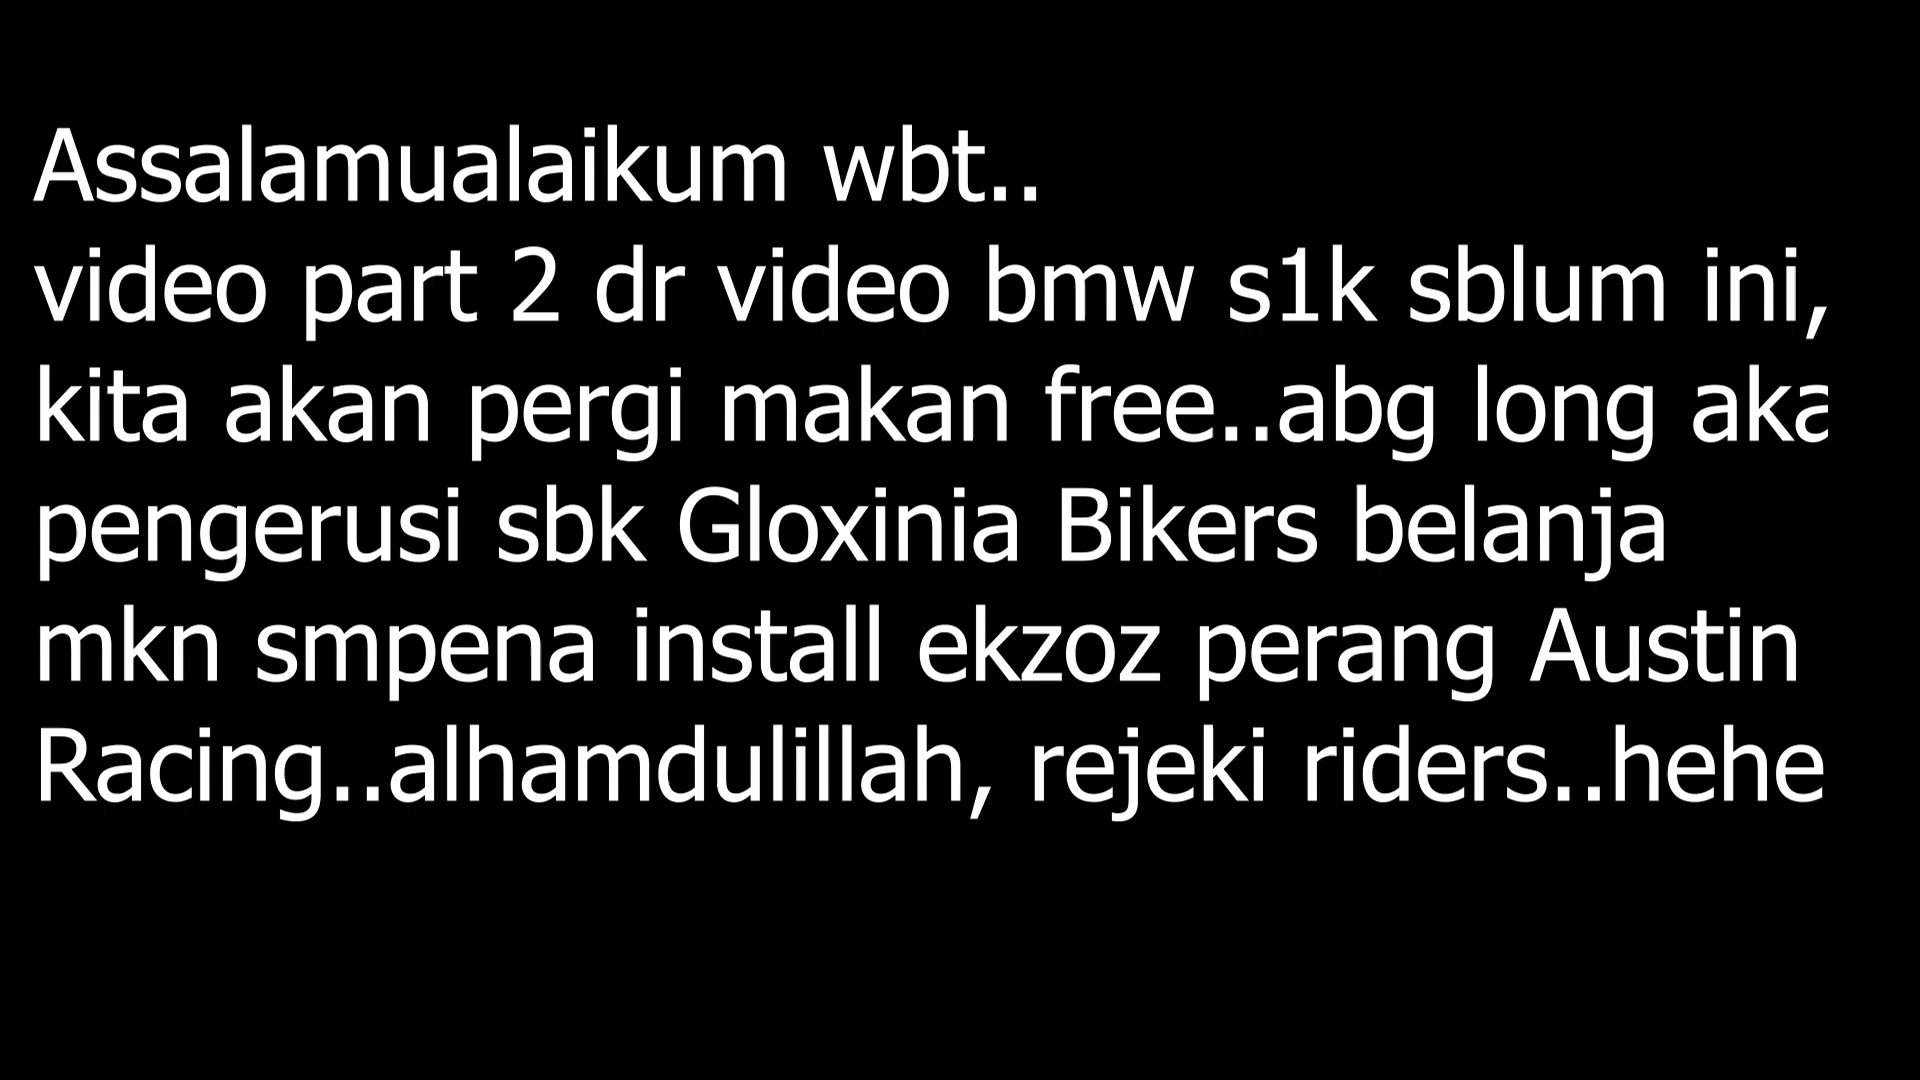 Assalamualaikum wbt..
video part 2 dr video bmw s1k sblum ini,
kita akan pergi makan free..abg long aka
pengerusi sbk Gloxinia Bikers belanja
mkn smpena install ekzoz perang Austin
Racing..alhamdulillah, rejeki riders..hehe